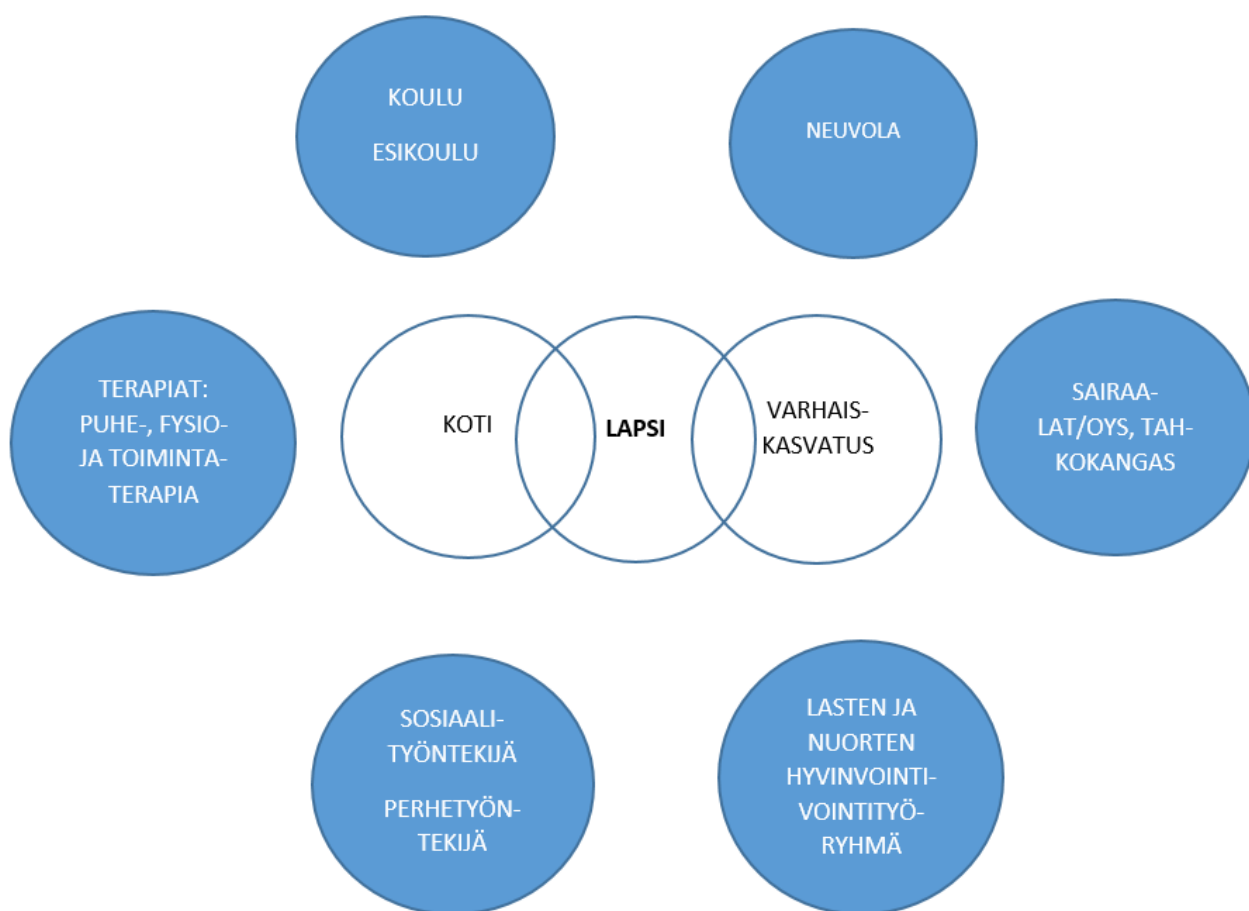 KOULU
ESIKOULU
NEUVOLA
TERAPIAT:
PUHE-, FYSIO-
JA TOIMINTA-
TERAPIA
KOTI
LAPSI
VARHAIS-
KASVATUS
SAIRAA-
LAT/OYS, TAH-
KOKANGAS
SOSIAALI-
TYÖNTEKIJÄ
PERHETYÖN-
TEKIJÄ
LASTEN JA
NUORTEN
HYVINVOINTI-
VOINTITYÖ-
RYHMÄ